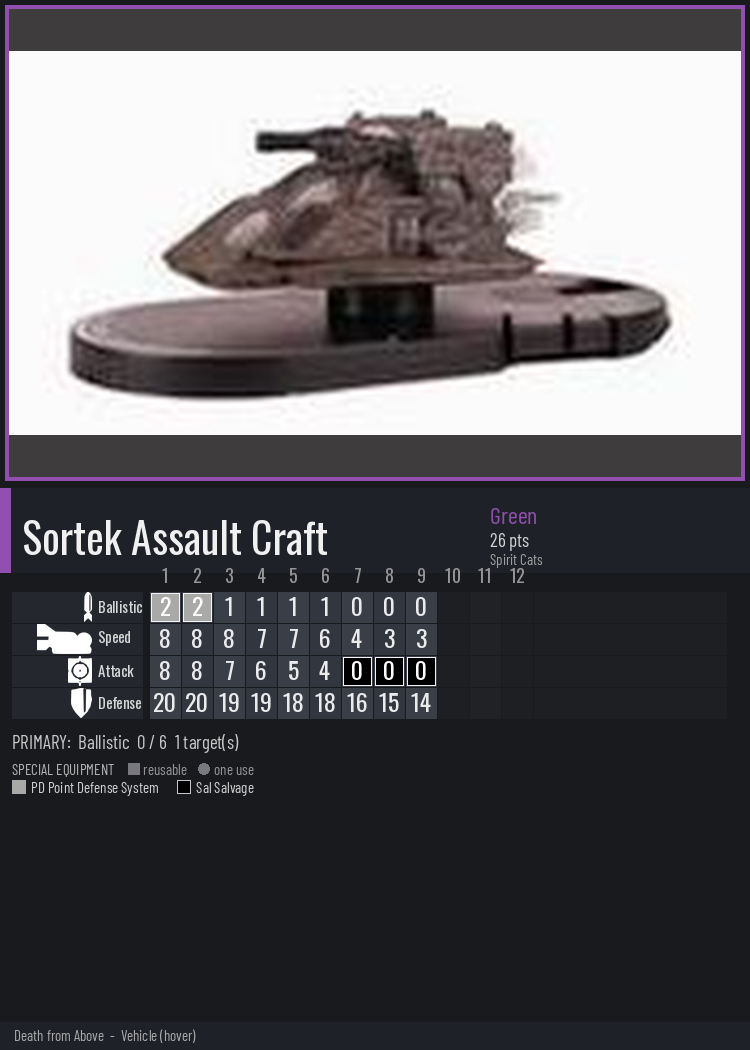 Sortek Assault Craft
Green
26 pts
Spirit Cats
1 2 3 4 5 6 7 8 9 10 11 12
Ballistic 2 2 1 1 1 1 0 0 0
Speed 8 8 8 7 7 6 4 3 3
Attack 8 8 7 6 5 4 0 0 0
Defense 20 20 19 19 18 18 16 15 14
PRIMARY: Ballistic 0 / 6 1 target(s)
SPECIAL EQUIPMENT reusable one use
PD Point Defense System Sal Salvage
Death from Above - Vehicle (hover)